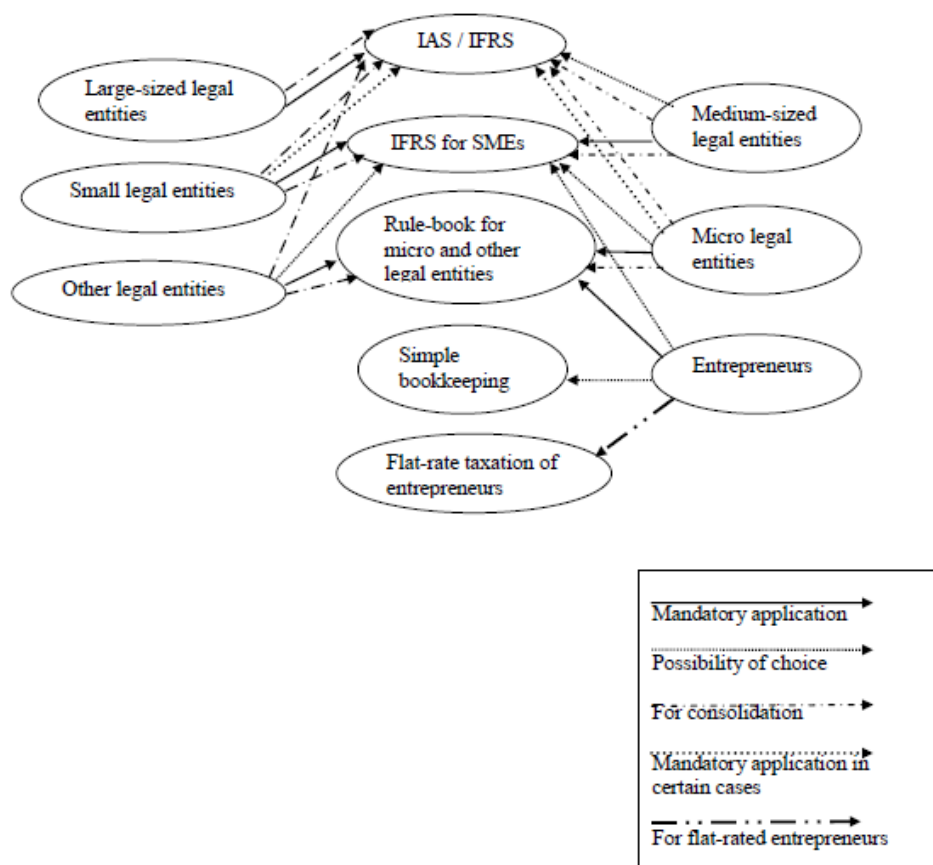 IAS / IFRS
Large-sized legal
entities
Medium-sized
legal entities
IFRS for SMEs
Small legal entities
Rule-book for
micro and other
legal entities
Micro legal
entities
Other legal entities
Simple
bookkeeping
Entrepreneurs
Flat-rate taxation of
entrepreneurs
Mandatory application
Possibility of choice
For consolidation
Mandatory application in
certain cases
For flat-rated entrepreneurs